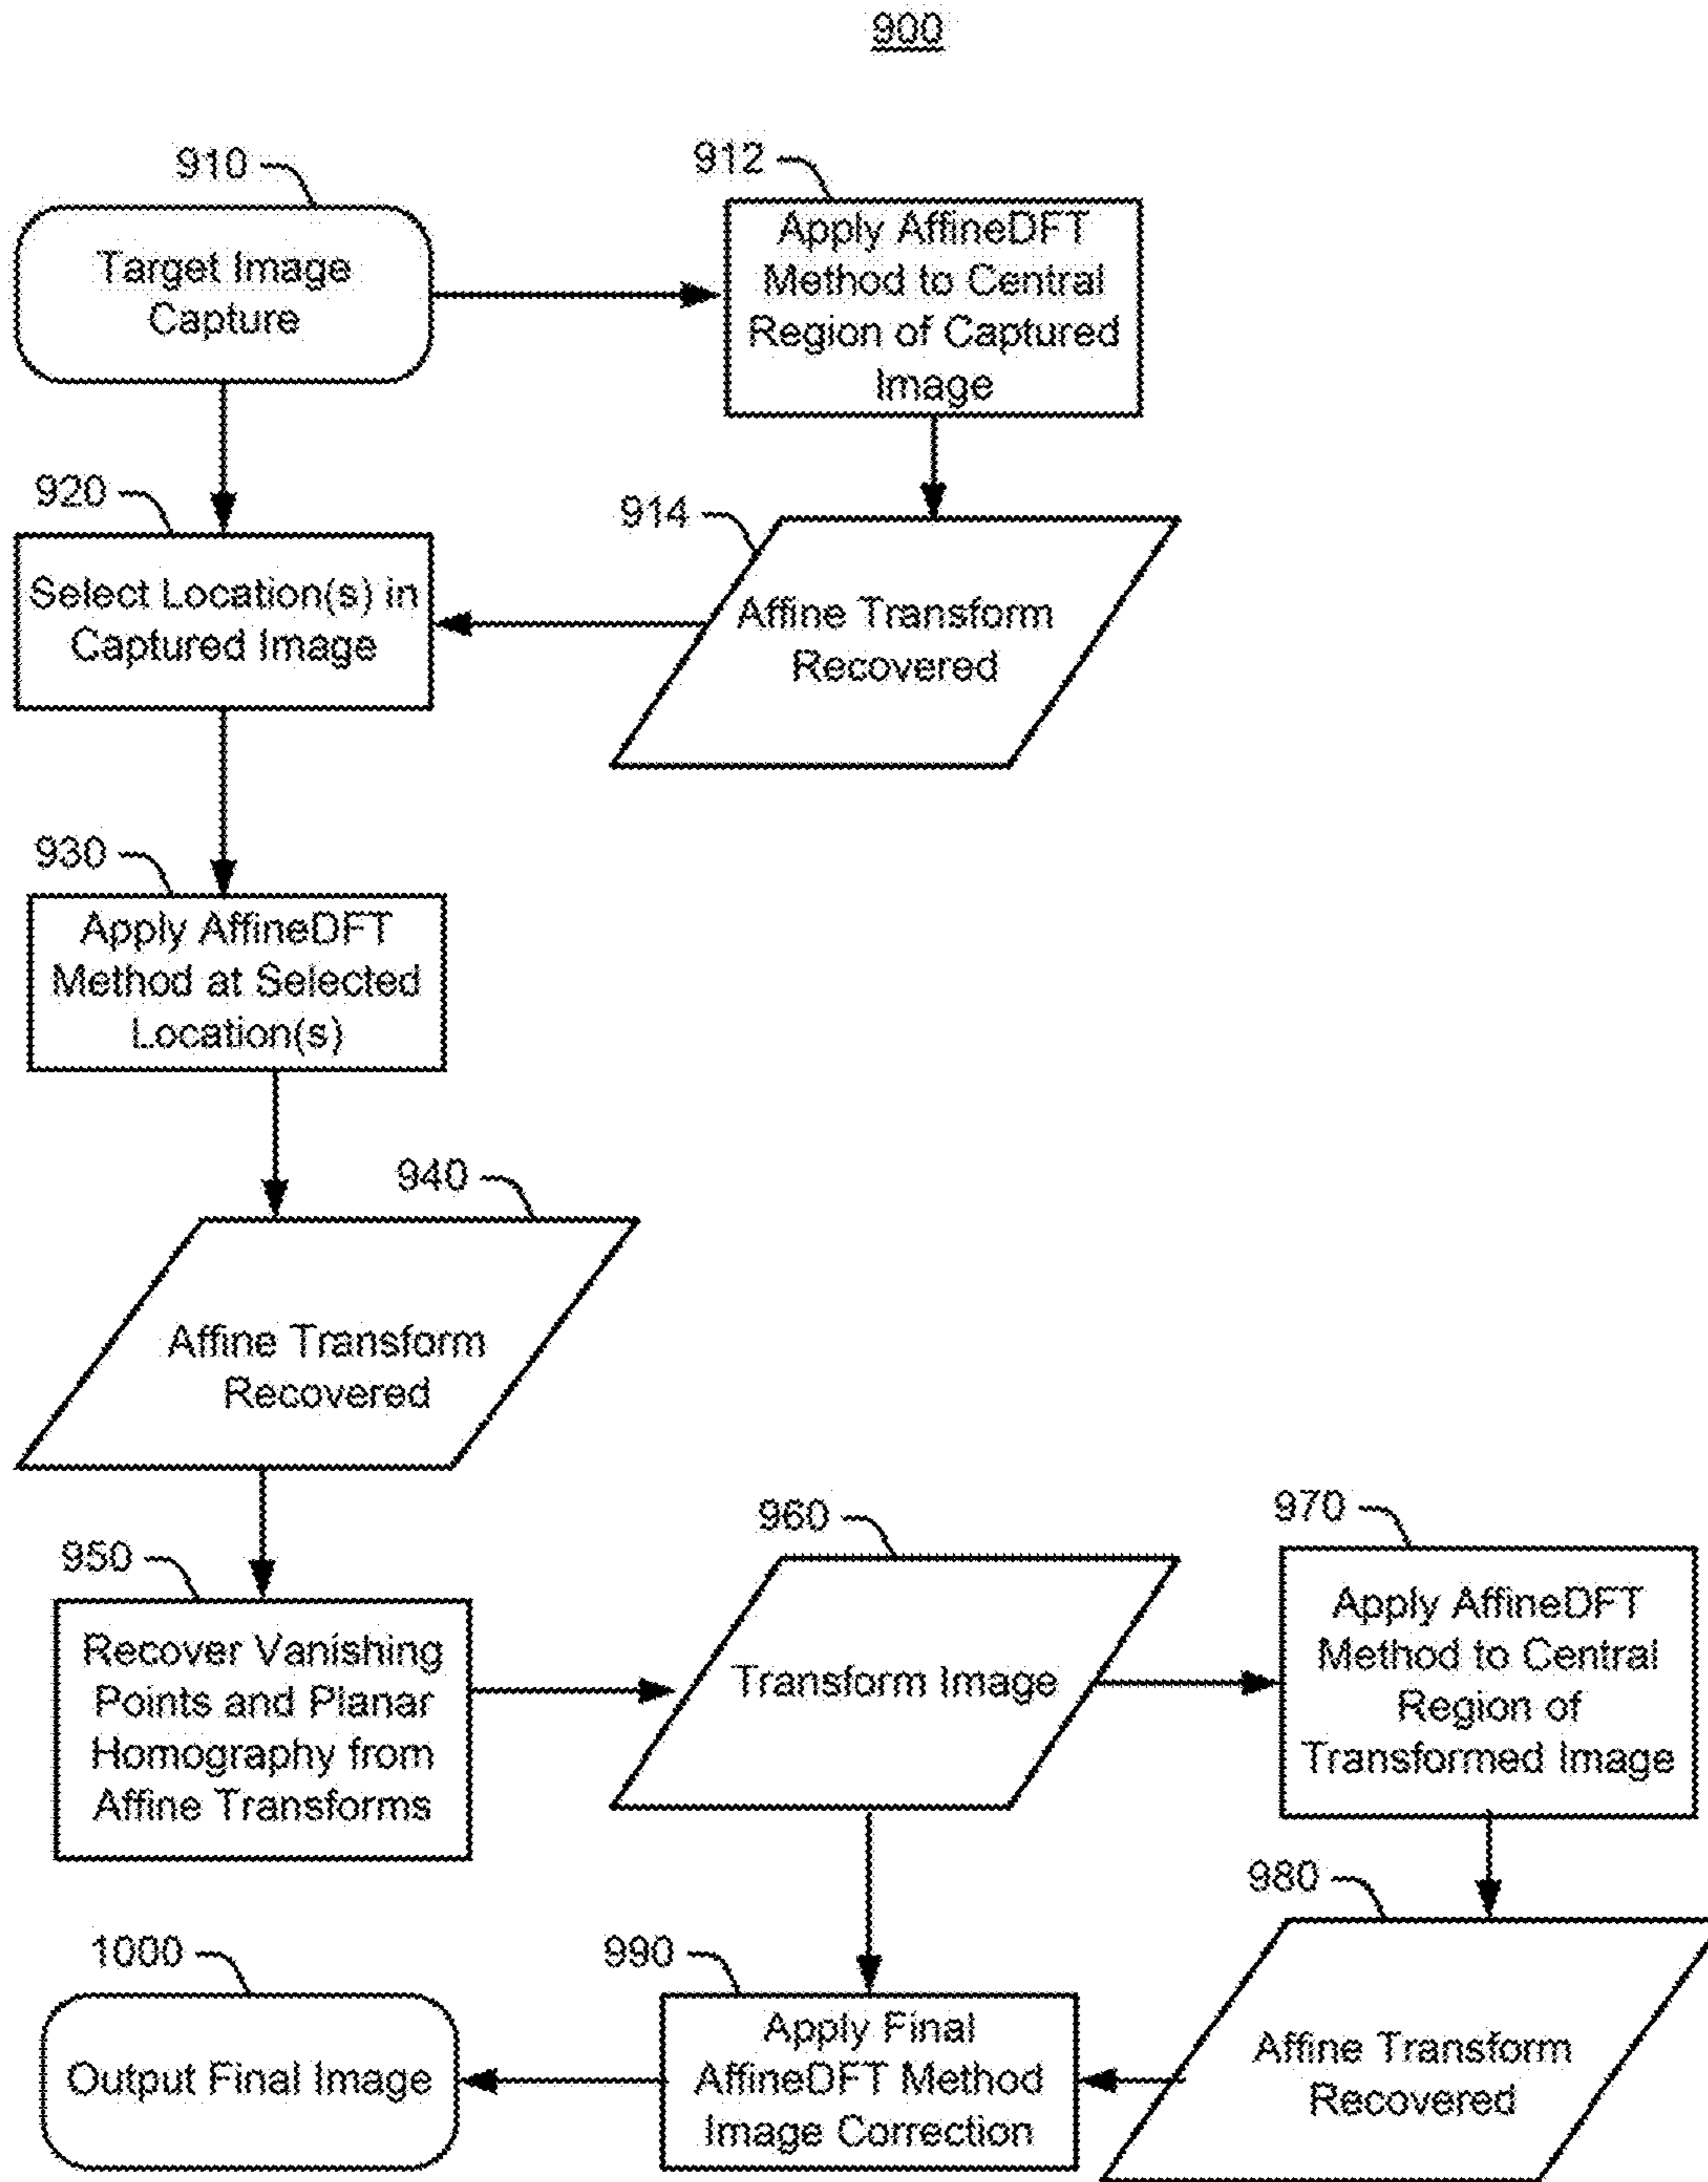 900
910
Target Image
Capture
912
Apply AffineDFT
Method to Central
Region of Captured
Image
920
Select Location(s) in
Captured Image
914
Affine Transform
Recovered
930
Apply AffineDFT
Method at Selected
Location(s)
940
Affine Transform
Recovered
950
Recover Vanishing
Points and Planar
Homography from
Affine Transforms
960
Transform Image
970
Apply AffineDFT
Method to Central
Region of
Transformed Image
980
Affine Transform
Recovered
990
Apply Final
AffineDFT Method
Image Correction
1000
Output Final Image